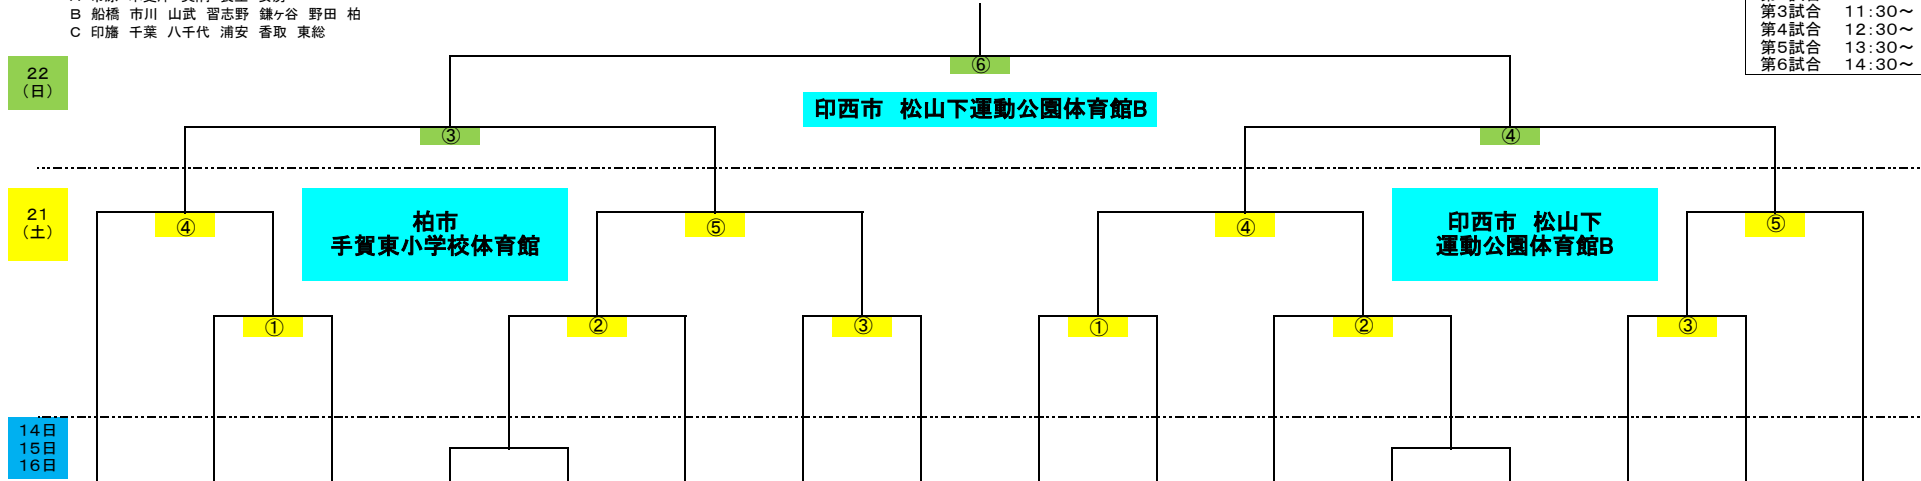 B 船橋 市川 山武 習志野 鎌ヶ谷 野田 柏
C 印旛 千葉 八千代 浦安 香取 東総
第3試合 11:30～
第4試合 12:30～
第5試合 13:30～
第6試合 14:30～
22
（日）
⑥
印西市 松山下運動公園体育館B
③
④
21
（土）
④
柏市
手賀東小学校体育館
⑤
④
印西市 松山下
運動公園体育館B
⑤
①
②
③
①
②
③
14日
15日
16日